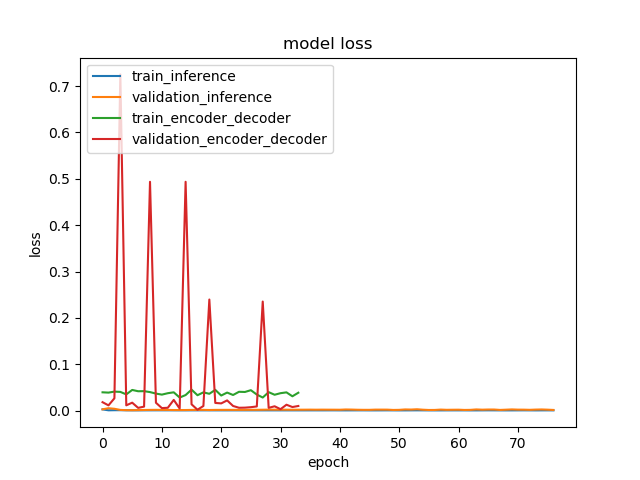 model loss
train_inference
validation_inference
train_encoder_decoder
validation_encoder_decoder
loss
0.7
0.6
0.5
0.4
0.3
0.2
0.1
0.0
0 10 20 30 40 50 60 70
epoch